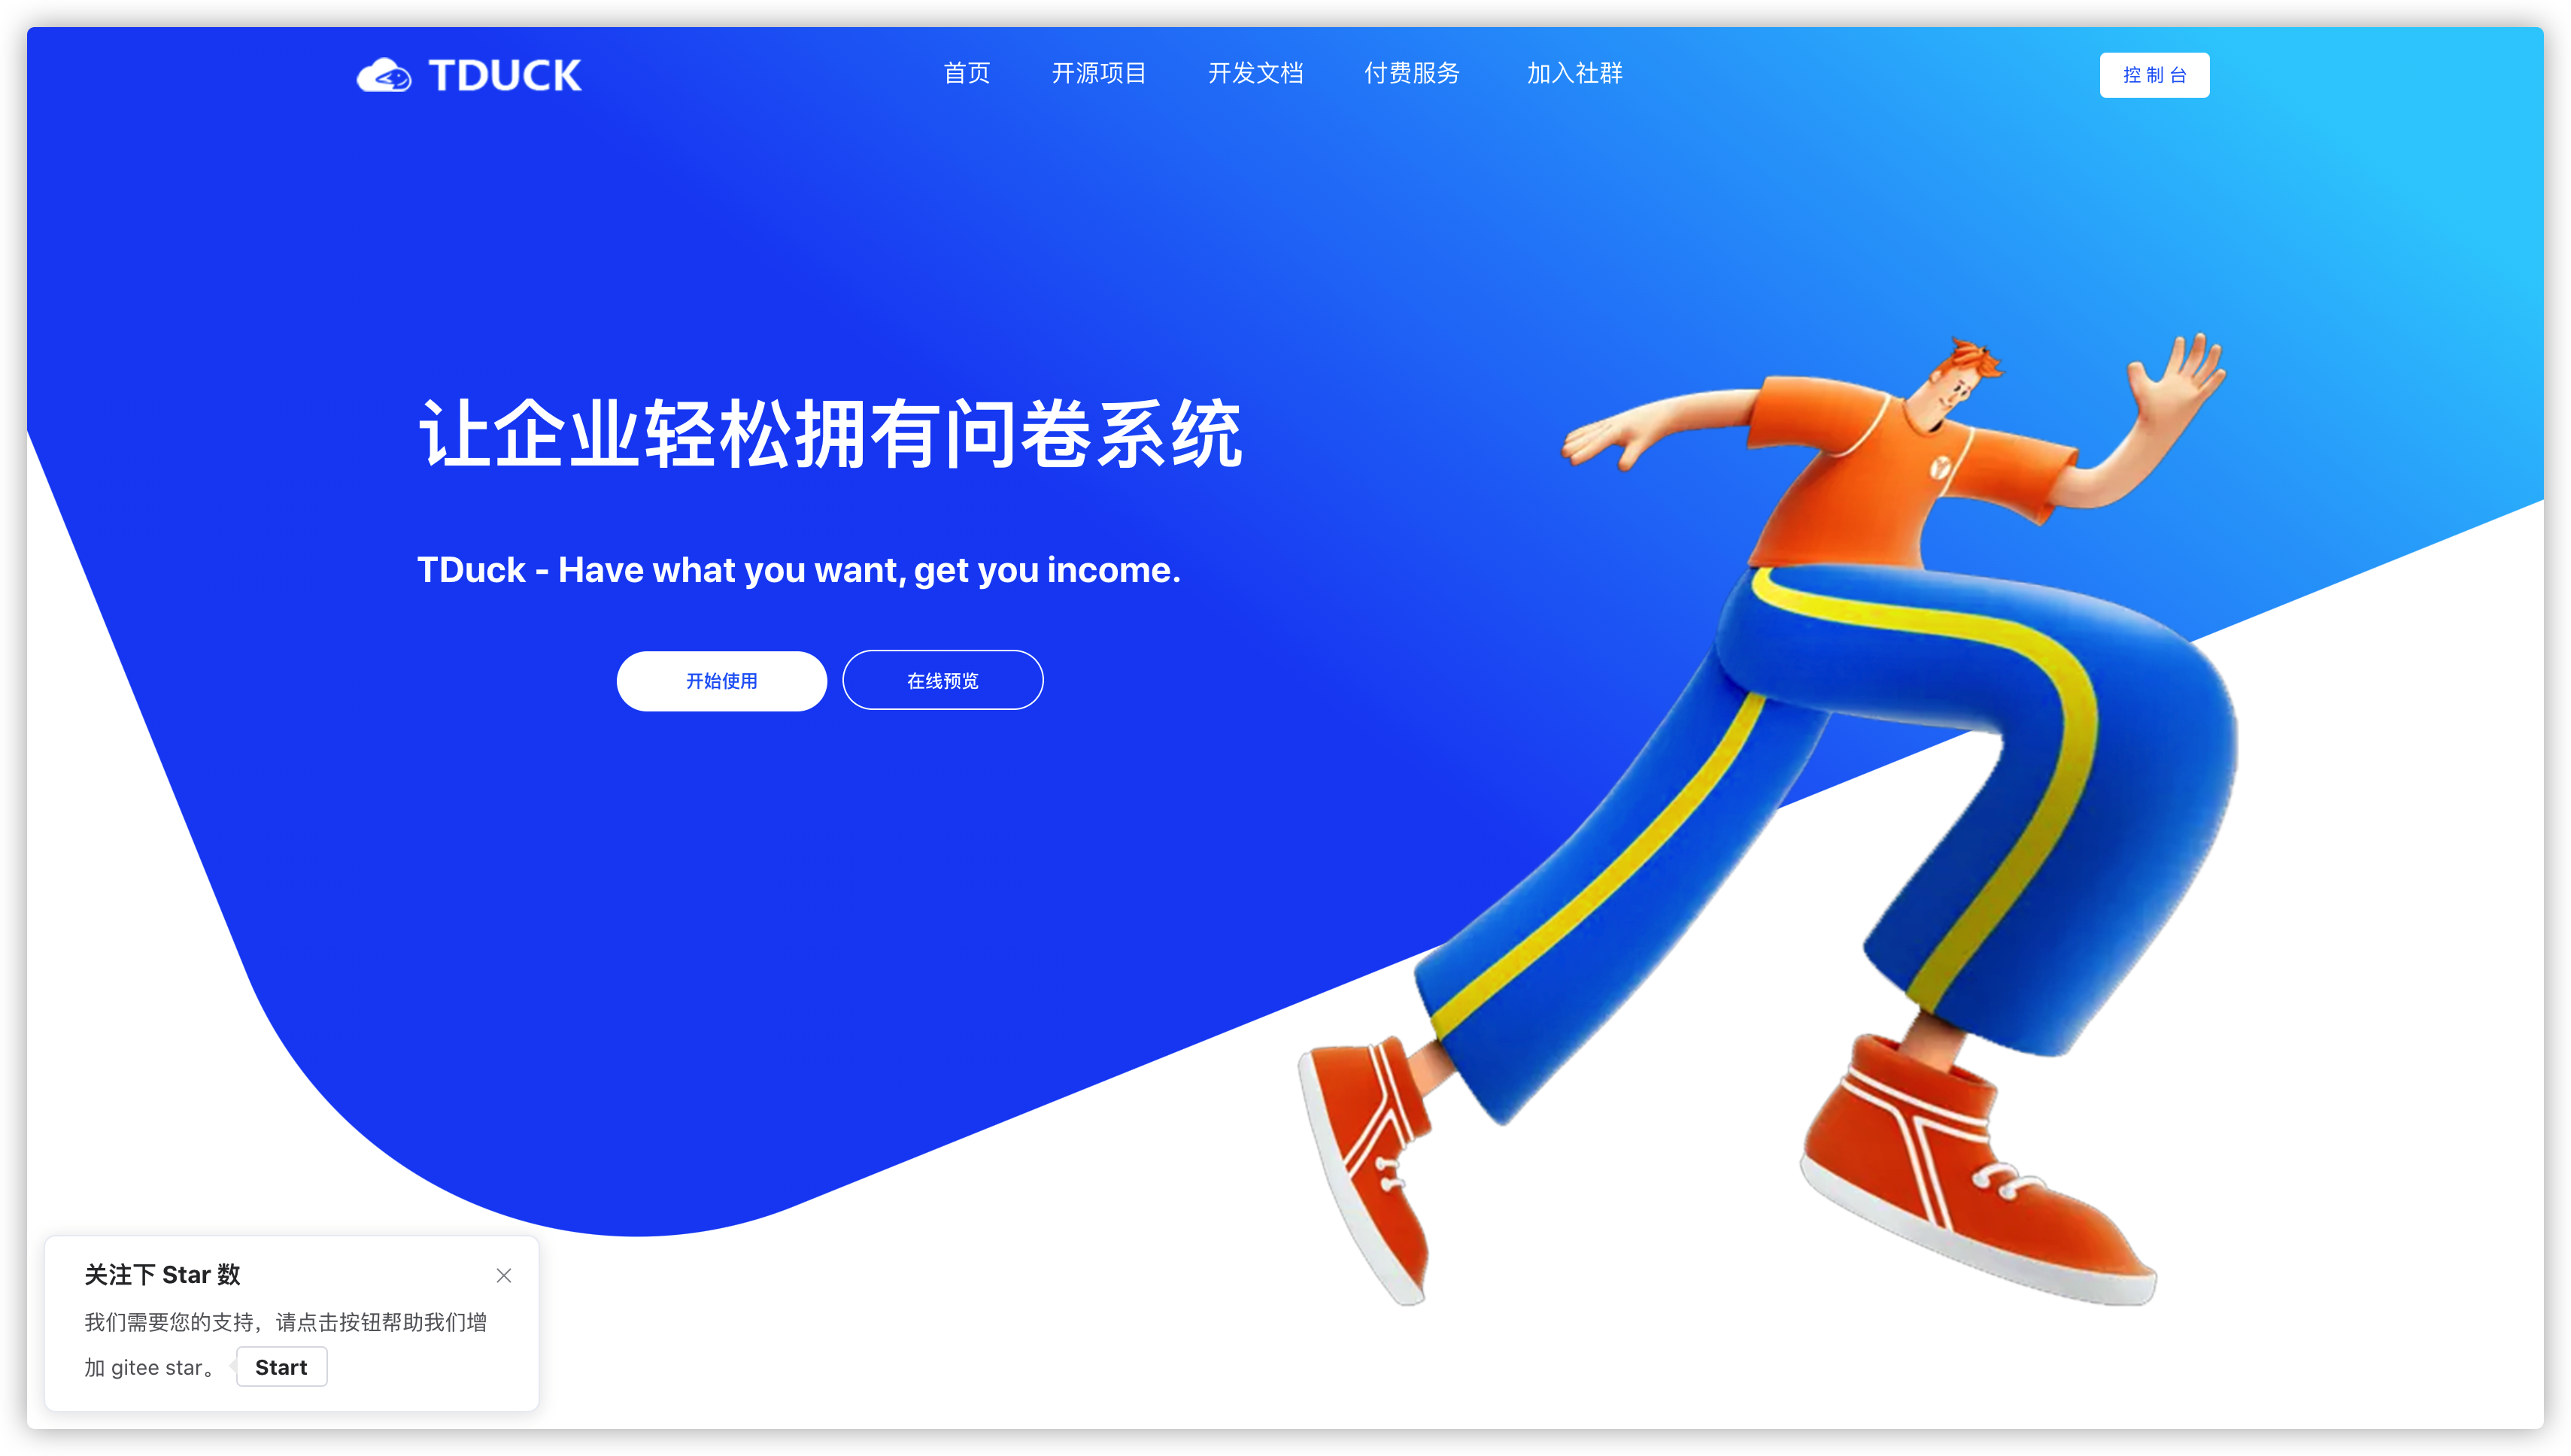 TDUCK
首页 开源项目 开发文档 付费服务 加入社群
控制台
让企业轻松拥有问卷系统
TDuck - Have what you want, get you income.
开始使用 在线预览
关注下 Star 数
我们需要您的支持，请点击按钮帮助我们增
加 gitee star。 Start